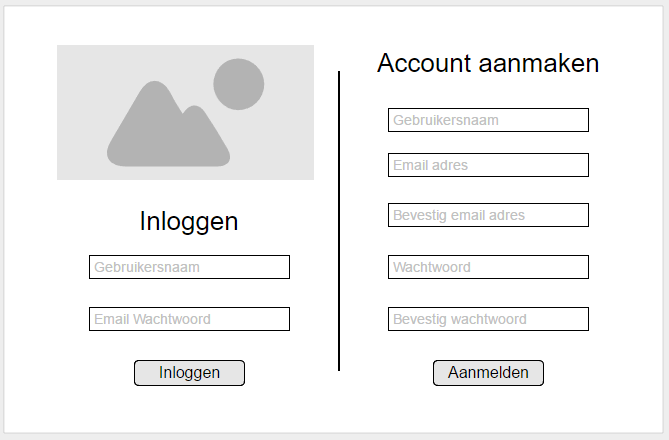 Inloggen
Gebruikersnaam
Email Wachtwoord
Inloggen
Account aanmaken
Gebruikersnaam
Email adres
Bevestig email adres
Wachtwoord
Bevestig wachtwoord
Aanmelden